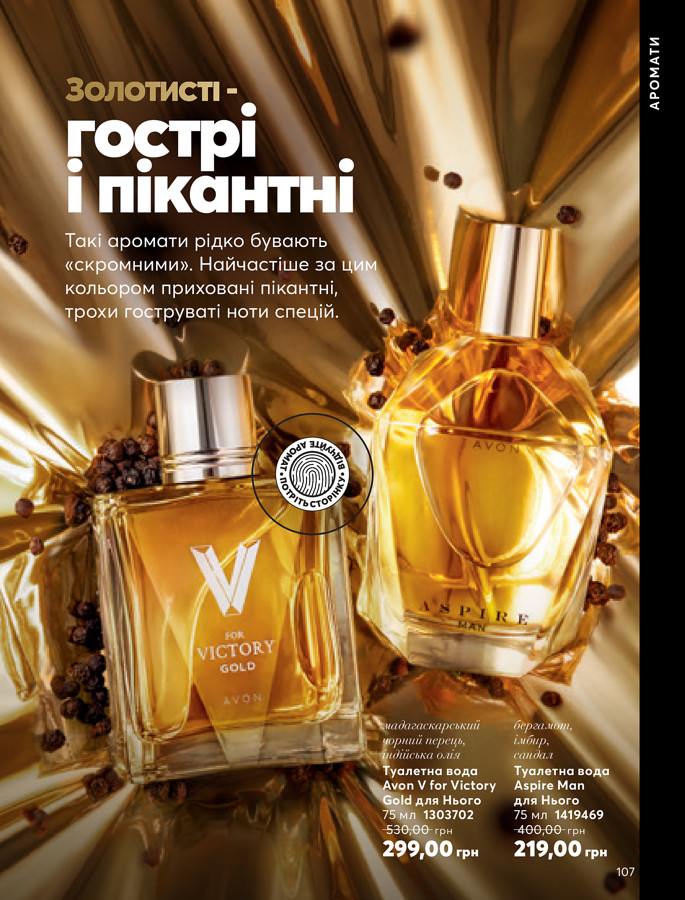 АРОМАТИ
Золотисті -
гострі
і пікантні
Такі аромати рідко бувають
«скромними». Найчастіше за цим
кольором приховані пікантні,
трохи гострувати ноти спецій.
• ВІДЧУЙТЕ АРОМАТ • ПОТРІТЬ СТОРІНКУ
AVON
ASPIRE
MAN
V
FOR
VICTORY
GOLD
AVON
мадагаскарський
чорний перець,
індійська олія
Туалетна вода
Avon V for Victory
Gold для Нього
75 мл 1303702
530,00 грн
299,00 грн
бергамот,
імбир,
сандал
Туалетна вода
Aspire Man
для Нього
75 мл 1419469
400,00 грн
219,00 грн
107